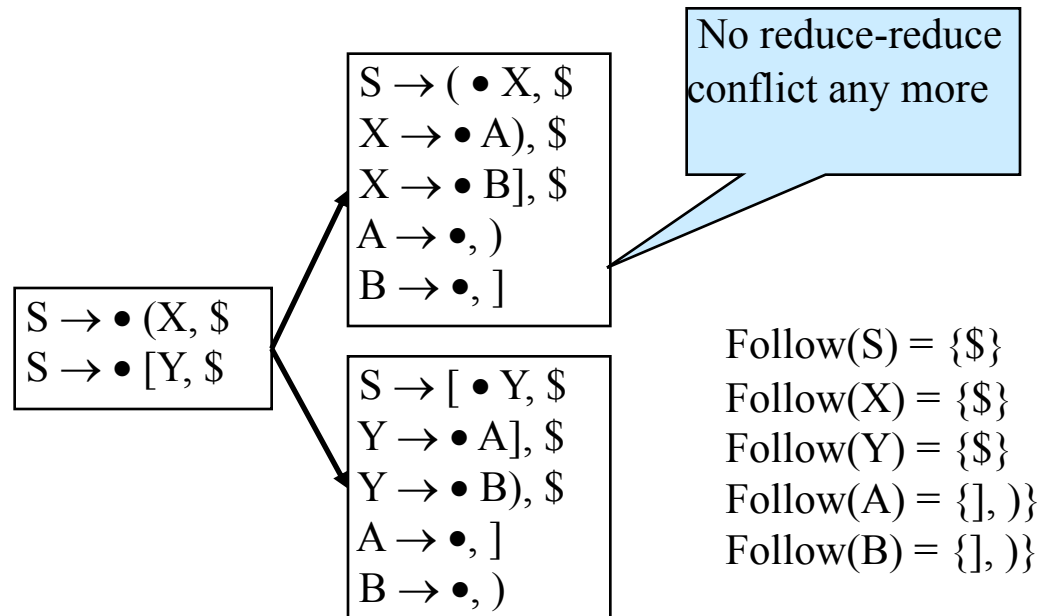 No reduce-reduce
conflict any more
S → ( • X, $
X → • A), $
X → • B], $
A → •, )
B → •, ]
S → • (X, $
S → • [Y, $
S → [ • Y, $
Y → • A], $
Y → • B), $
A → •, ]
B → •, )
Follow(S) = {$}
Follow(X) = {$}
Follow(Y) = {$}
Follow(A) = {], )}
Follow(B) = {], )}